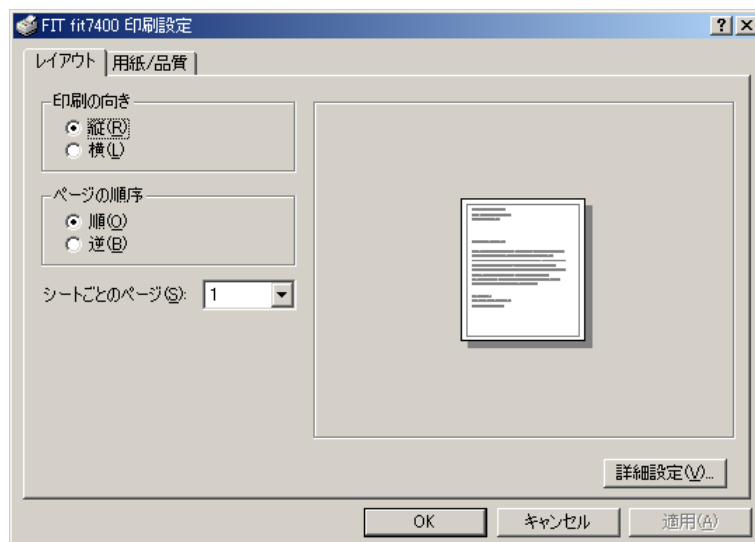 FIT fit7400 印刷設定
レイアウト 用紙/品質
印刷の向き
縦(R)
横(L)
ページの順序
順(O)
逆(B)
シートごとのページ(S): 1
詳細設定(V)...
OK キャンセル 適用(A)